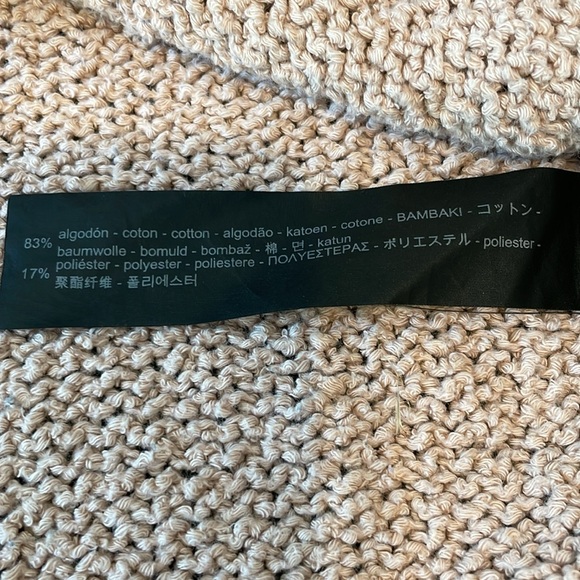 83% algodón - coton - cotton - algodão - katoen - cotone - BAMBAKI - コットン -
baumwolle - bomuld - bombaž - 棉 - 면 - katun
17% poliéster - polyester - poliestere - ΠΟΛΥΕΣΤΕΡΑΣ - ポリエステル - poliester -
聚酯纤维 - 폴리에스터